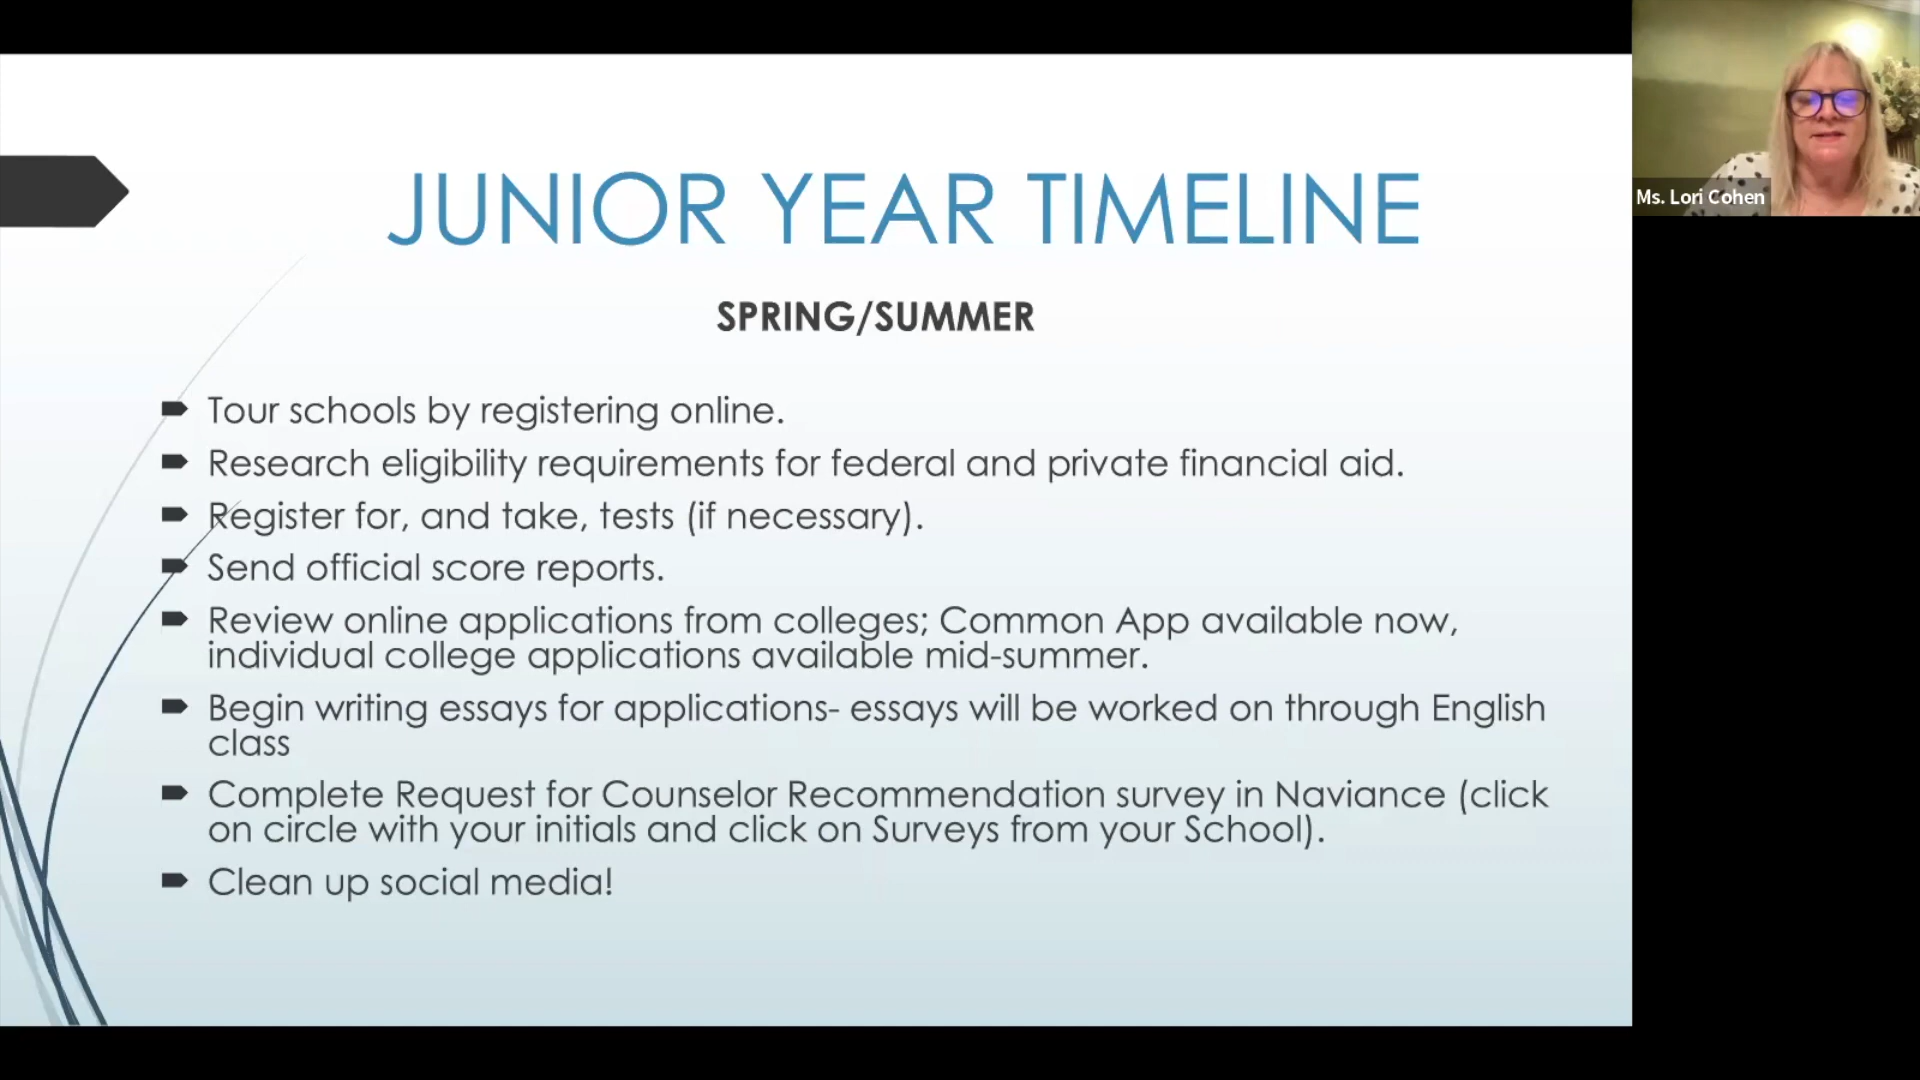 JUNIOR YEAR TIMELINE
SPRING/SUMMER
Tour schools by registering online.
Research eligibility requirements for federal and private financial aid.
Register for, and take, tests (if necessary).
Send official score reports.
Review online applications from colleges; Common App available now,
individual college applications available mid-summer.
Begin writing essays for applications- essays will be worked on through English
class
Complete Request for Counselor Recommendation survey in Naviance (click
on circle with your initials and click on Surveys from your School).
Clean up social media!
Ms. Lori Cohen